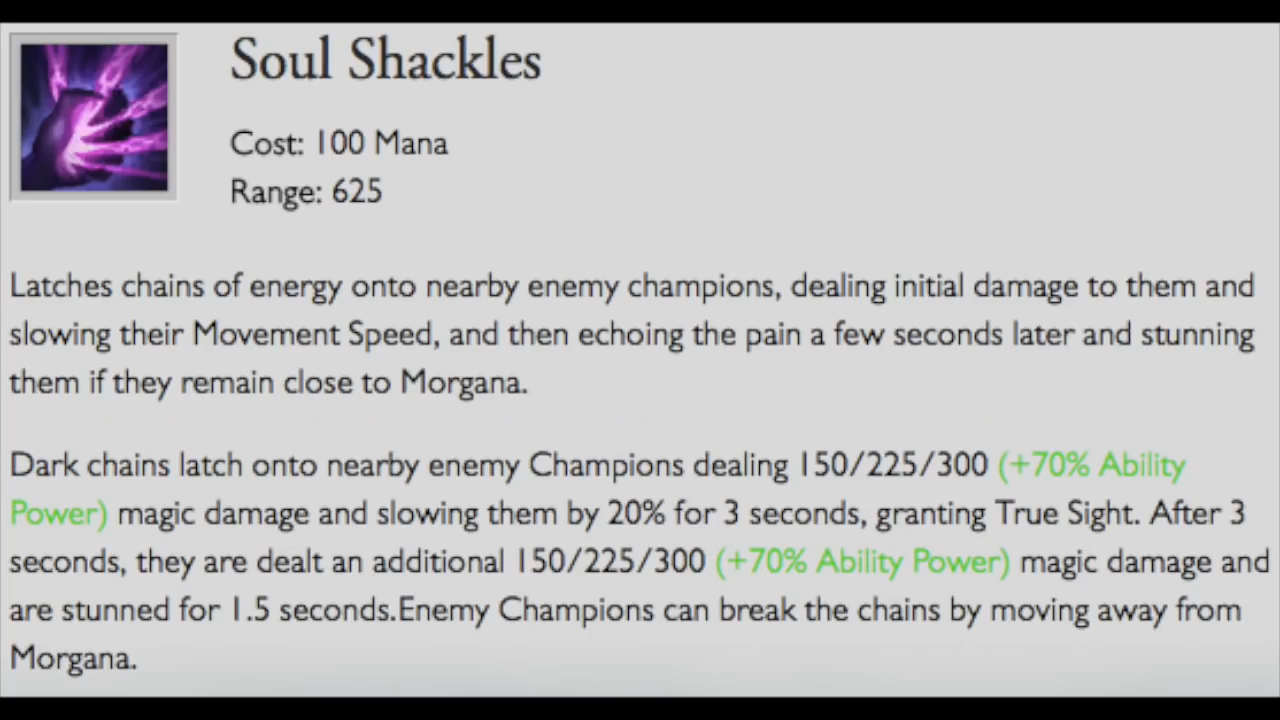 Soul Shackles
Cost: 100 Mana
Range: 625
Latches chains of energy onto nearby enemy champions, dealing initial damage to them and
slowing their Movement Speed, and then echoing the pain a few seconds later and stunning
them if they remain close to Morgana.
Dark chains latch onto nearby enemy Champions dealing 150/225/300 (+70% Ability
Power) magic damage and slowing them by 20% for 3 seconds, granting True Sight. After 3
seconds, they are dealt an additional 150/225/300 (+70% Ability Power) magic damage and
are stunned for 1.5 seconds.Enemy Champions can break the chains by moving away from
Morgana.